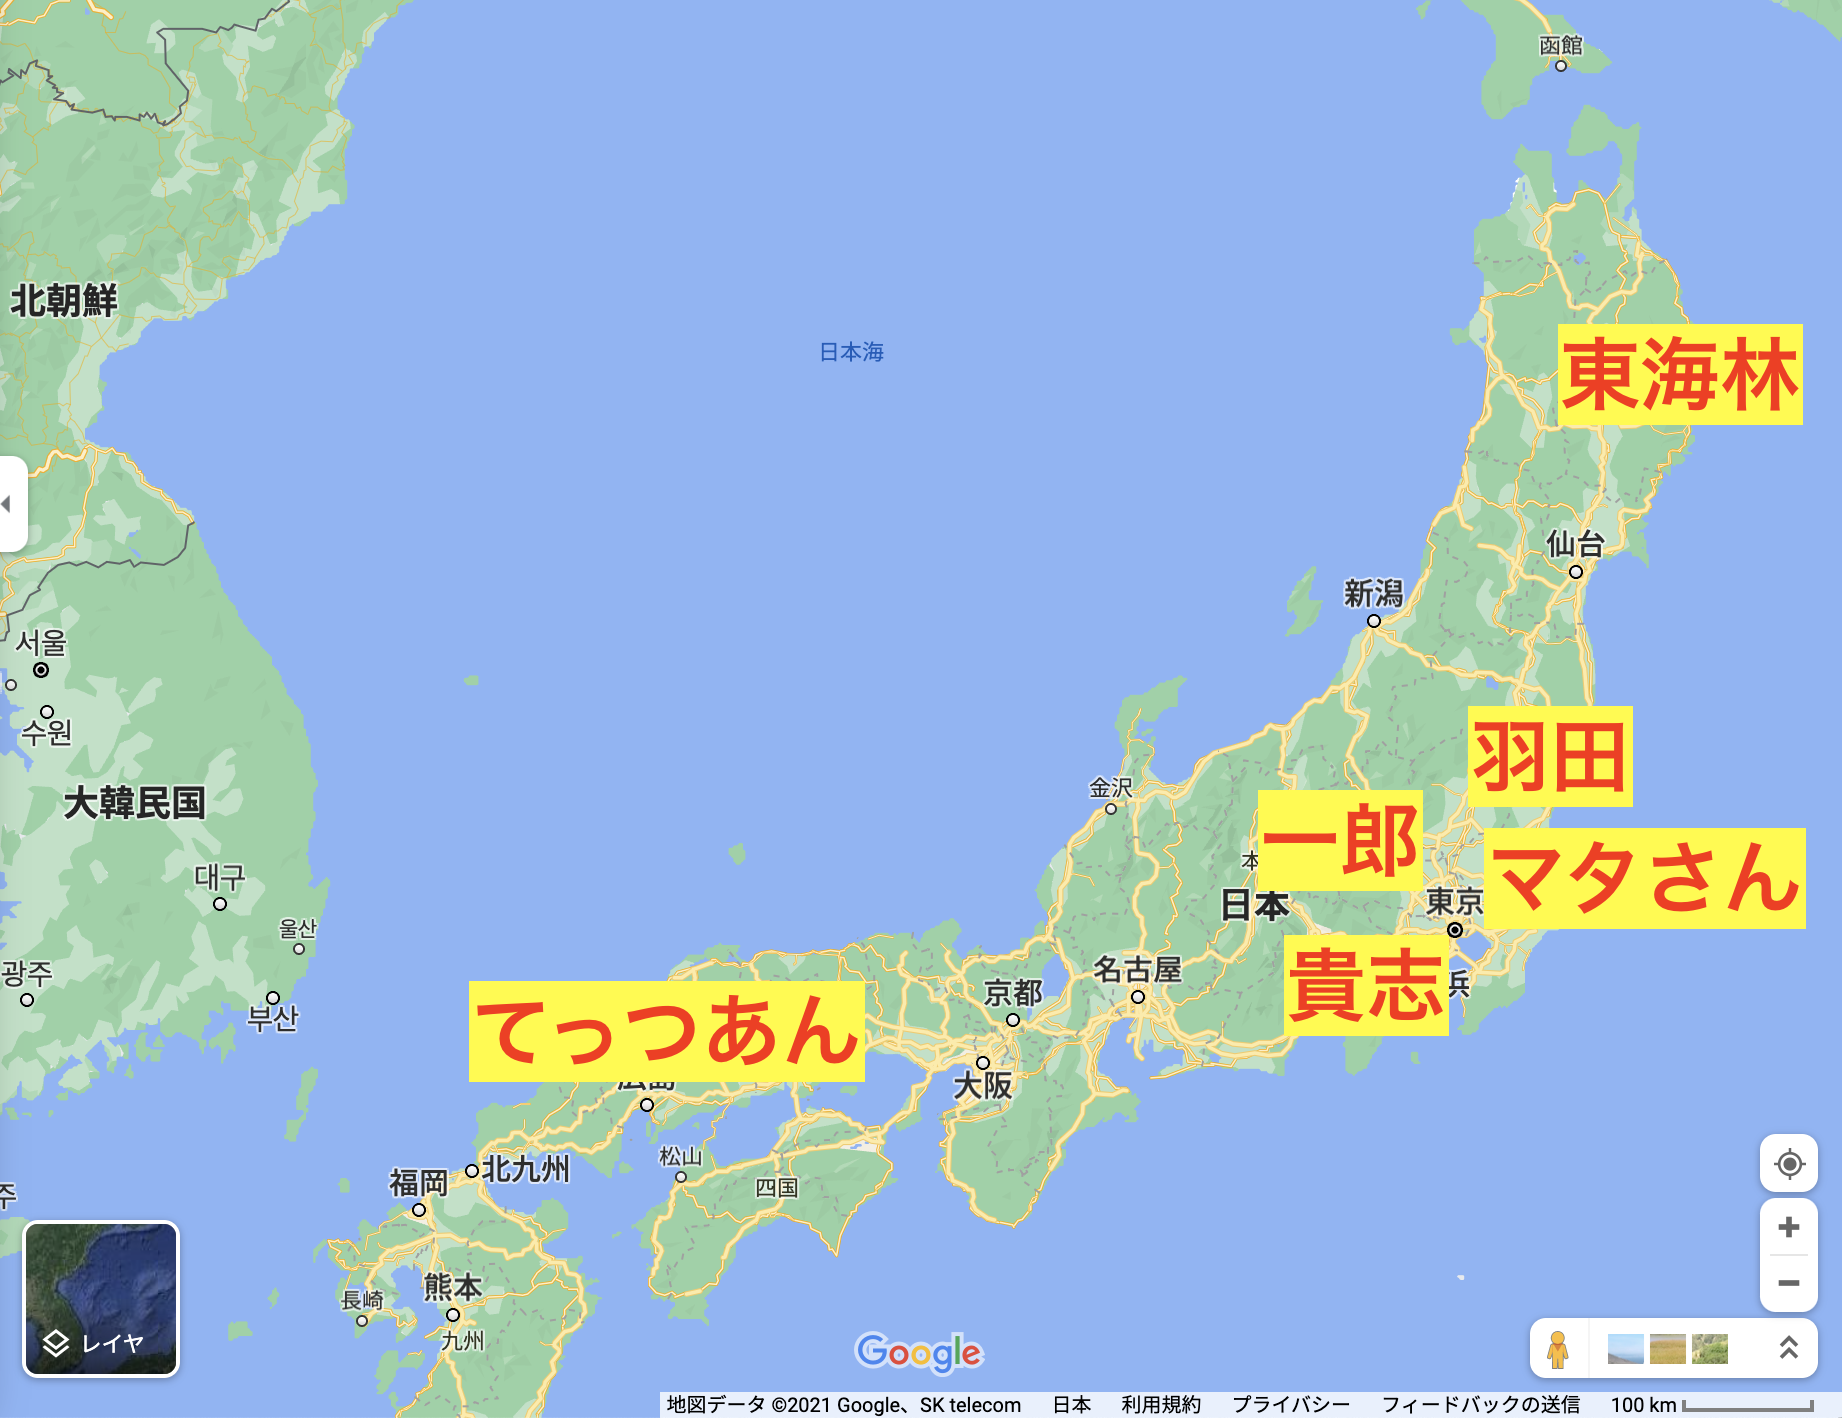 函館
北朝鮮
日本海
東海林
仙台
新潟
서울
수원
羽田
金沢
大韓民国
一郎
本
대구
マタさん
日本
東京
울산
광주
名古屋
貴志
浜
京都
부산
てっつあん
大阪
広島
松山
北九州
福岡
四国
주
熊本
長崎
九州
レイヤ
Google
地図データ ©2021 Google、SK telecom 日本 利用規約 プライバシー フィードバックの送信 100 km